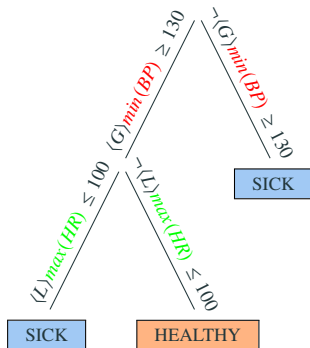 ⟨G⟩min(BP) ≥ 130
¬⟨G⟩min(BP) ≥ 130
⟨L⟩max(HR) ≤ 100
¬⟨L⟩max(HR) ≤ 100
SICK
SICK
HEALTHY